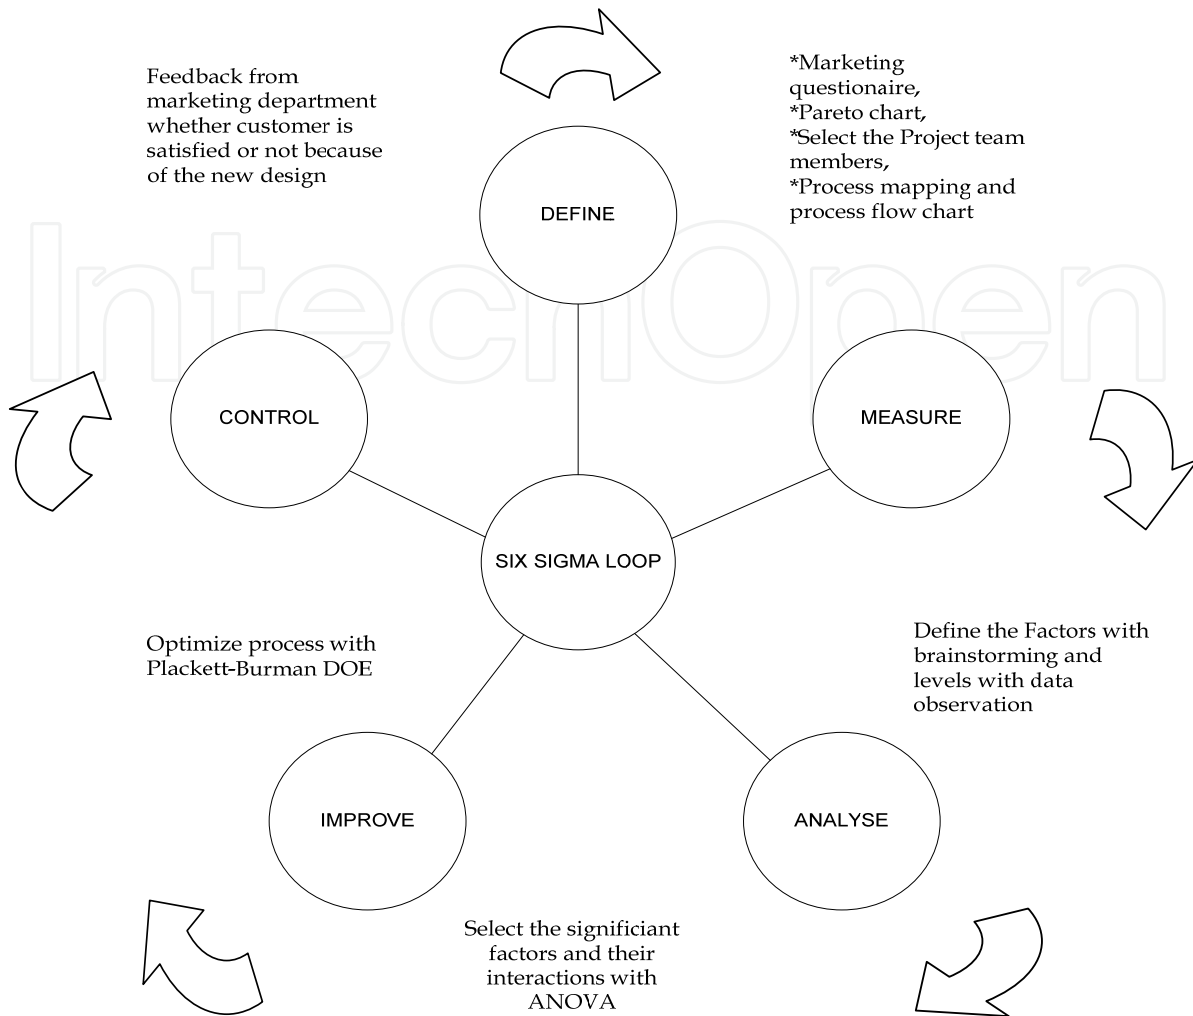 Feedback from
marketing department
whether customer is
satisfied or not because
of the new design
*Marketing
questionaire,
*Pareto chart,
*Select the Project team
members,
*Process mapping and
process flow chart
DEFINE
IntechOpen
CONTROL
MEASURE
SIX SIGMA LOOP
Optimize process with
Plackett-Burman DOE
Define the Factors with
brainstorming and
levels with data
observation
IMPROVE
ANALYSE
Select the significiant
factors and their
interactions with
ANOVA